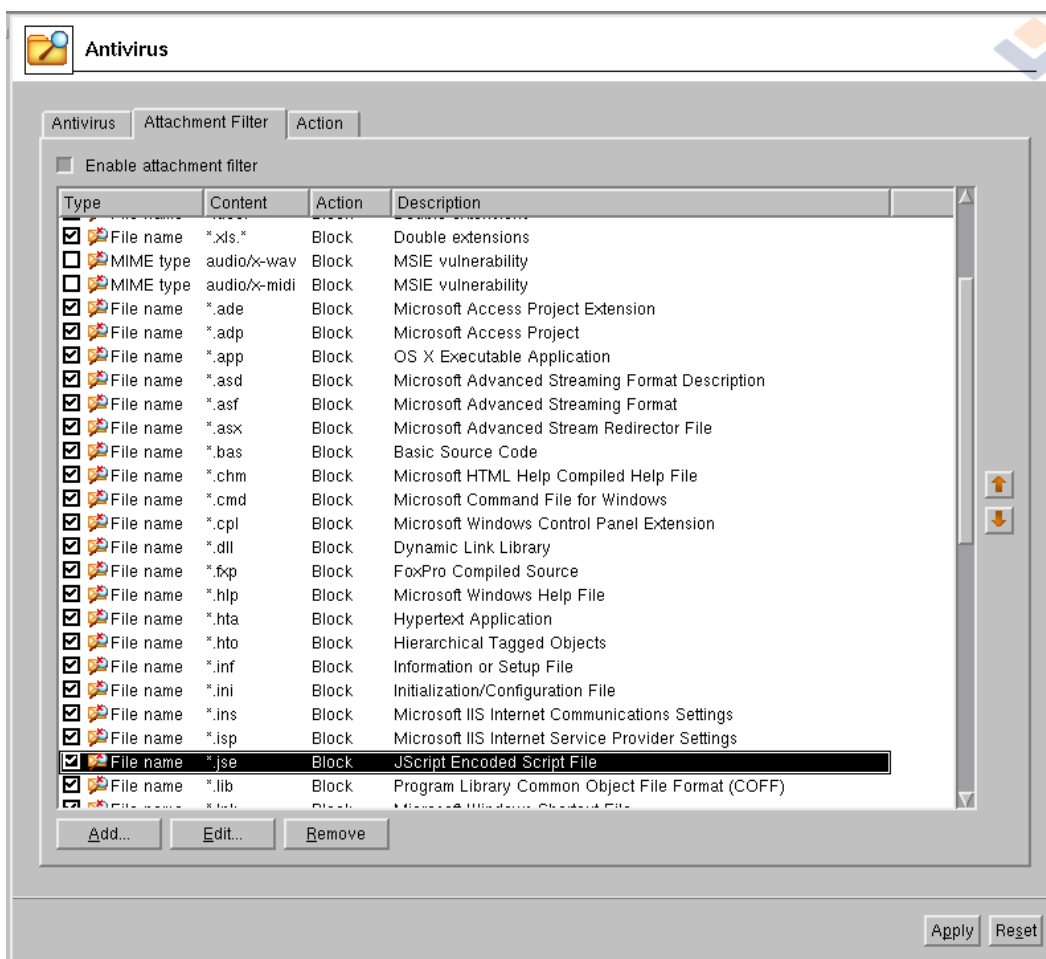 Antivirus
Antivirus Attachment Filter Action
Enable attachment filter
Type Content Action Description
File name *.xls.* Block Double extensions
MIME type audio/x-wav Block MSIE vulnerability
MIME type audio/x-midi Block MSIE vulnerability
File name *.ade Block Microsoft Access Project Extension
File name *.adp Block Microsoft Access Project
File name *.app Block OS X Executable Application
File name *.asd Block Microsoft Advanced Streaming Format Description
File name *.asf Block Microsoft Advanced Streaming Format
File name *.asx Block Microsoft Advanced Stream Redirector File
File name *.bas Block Basic Source Code
File name *.chm Block Microsoft HTML Help Compiled Help File
File name *.cmd Block Microsoft Command File for Windows
File name *.cpl Block Microsoft Windows Control Panel Extension
File name *.dll Block Dynamic Link Library
File name *.fxp Block FoxPro Compiled Source
File name *.hlp Block Microsoft Windows Help File
File name *.hta Block Hypertext Application
File name *.hto Block Hierarchical Tagged Objects
File name *.inf Block Information or Setup File
File name *.ini Block Initialization/Configuration File
File name *.ins Block Microsoft IIS Internet Communications Settings
File name *.isp Block Microsoft IIS Internet Service Provider Settings
File name *.jse Block JScript Encoded Script File
File name *.lib Block Program Library Common Object File Format (COFF)
Add... Edit... Remove
Apply Reset